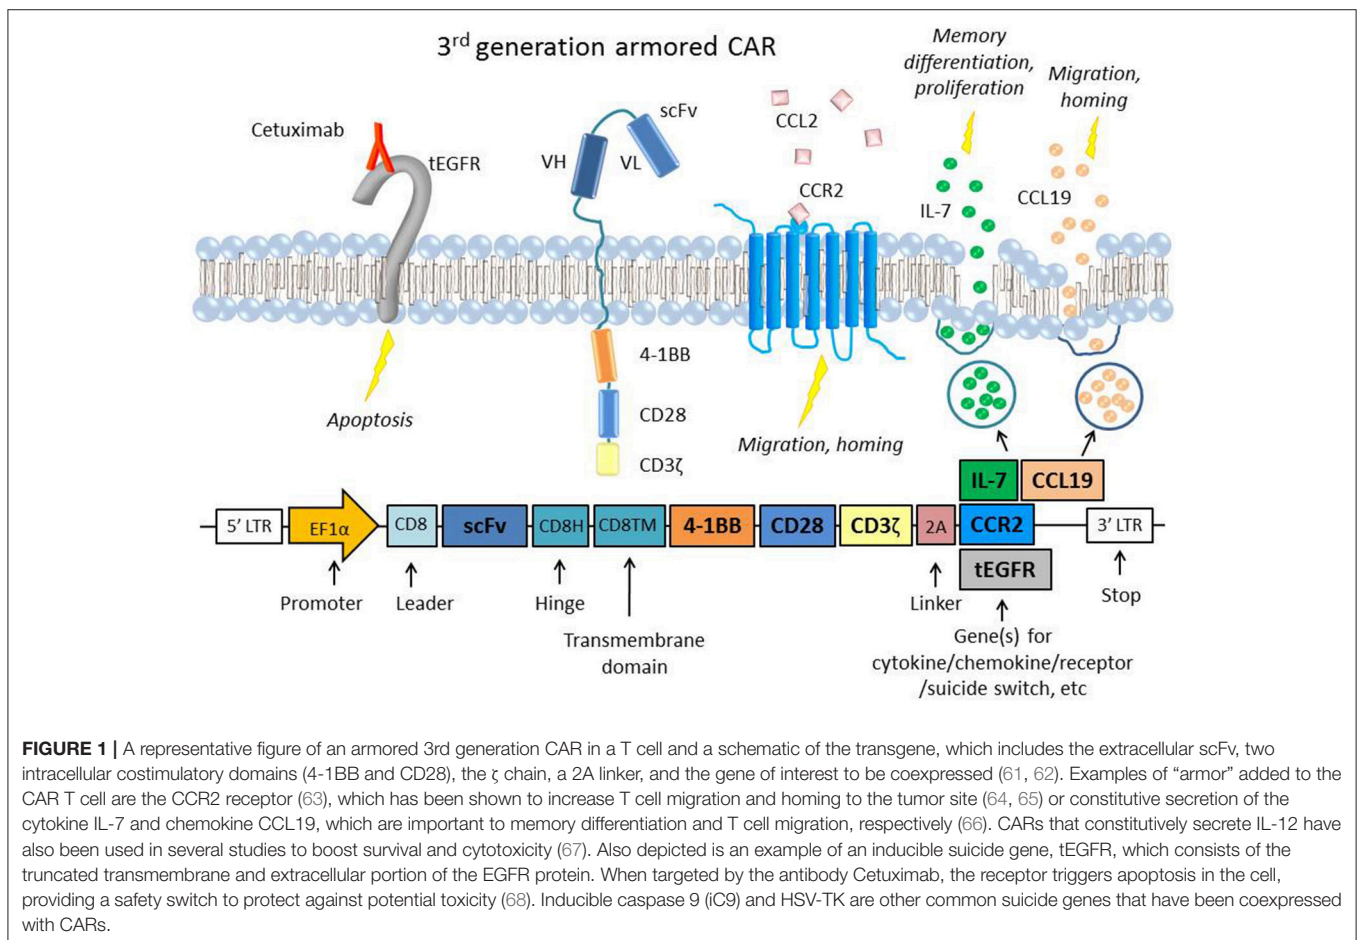 3rd generation armored CAR
Memory
differentiation,
proliferation
Migration,
homing
Cetuximab
tEGFR
scFv
VH
VL
CCL2
CCR2
IL-7
CCL19
Apoptosis
4-1BB
CD28
CD3ζ
Migration, homing
IL-7
CCL19
5' LTR
EF1α
CD8
scFv
CD8H
CD8TM
4-1BB
CD28
CD3ζ
2A
CCR2
3' LTR
tEGFR
Promoter
Leader
Hinge
Transmembrane
domain
Linker
Gene(s) for
cytokine/chemokine/receptor
/suicide switch, etc
Stop
FIGURE 1 | A representative figure of an armored 3rd generation CAR in a T cell and a schematic of the transgene, which includes the extracellular scFv, two
intracellular costimulatory domains (4-1BB and CD28), the ζ chain, a 2A linker, and the gene of interest to be coexpressed (61, 62). Examples of “armor” added to the
CAR T cell are the CCR2 receptor (63), which has been shown to increase T cell migration and homing to the tumor site (64, 65) or constitutive secretion of the
cytokine IL-7 and chemokine CCL19, which are important to memory differentiation and T cell migration, respectively (66). CARs that constitutively secrete IL-12 have
also been used in several studies to boost survival and cytotoxicity (67). Also depicted is an example of an inducible suicide gene, tEGFR, which consists of the
truncated transmembrane and extracellular portion of the EGFR protein. When targeted by the antibody Cetuximab, the receptor triggers apoptosis in the cell,
providing a safety switch to protect against potential toxicity (68). Inducible caspase 9 (iC9) and HSV-TK are other common suicide genes that have been coexpressed
with CARs.